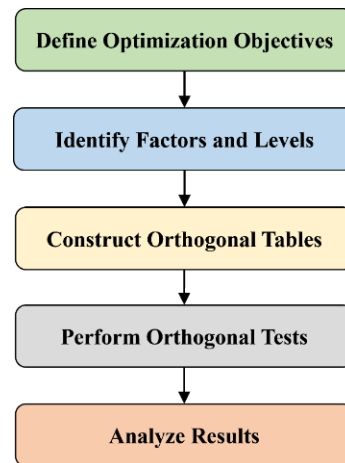 Define Optimization Objectives
Identify Factors and Levels
Construct Orthogonal Tables
Perform Orthogonal Tests
Analyze Results